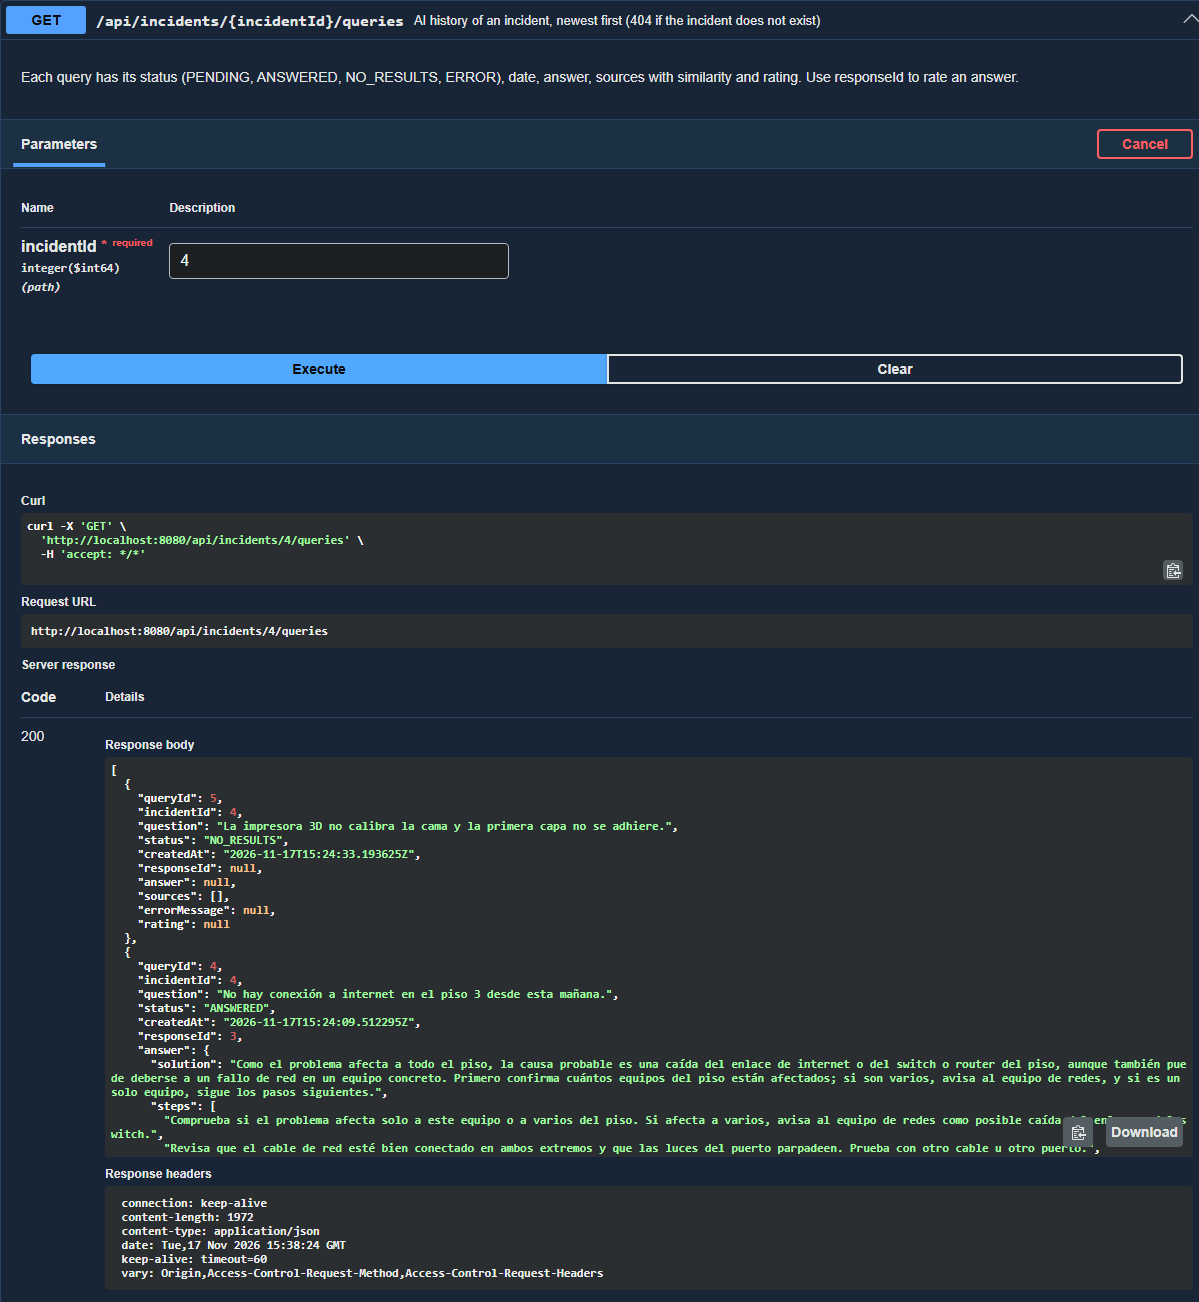 GET /api/incidents/{incidentId}/queries AI history of an incident, newest first (404 if the incident does not exist)
Each query has its status (PENDING, ANSWERED, NO_RESULTS, ERROR), date, answer, sources with similarity and rating. Use responseId to rate an answer.
Parameters Cancel
Name Description
incidentId * required
integer($int64)
(path)
4
Execute Clear
Responses
Curl
curl -X 'GET' \
'http://localhost:8080/api/incidents/4/queries' \
-H 'accept: */*'
Request URL
http://localhost:8080/api/incidents/4/queries
Server response
Code Details
200
Response body
[
{
"queryId": 5,
"incidentId": 4,
"question": "La impresora 3D no calibra la cama y la primera capa no se adhiere.",
"status": "NO_RESULTS",
"createdAt": "2026-11-17T15:24:33.193625Z",
"responseId": null,
"answer": null,
"sources": [],
"errorMessage": null,
"rating": null
},
{
"queryId": 4,
"incidentId": 4,
"question": "No hay conexión a internet en el piso 3 desde esta mañana.",
"status": "ANSWERED",
"createdAt": "2026-11-17T15:24:09.512295Z",
"responseId": 3,
"answer": {
"solution": "Como el problema afecta a todo el piso, la causa probable es una caída del enlace de internet o del switch o router del piso, aunque también pue
de deberse a un fallo de red en un equipo concreto. Primero confirma cuántos equipos del piso están afectados; si son varios, avisa al equipo de redes, y si es un
solo equipo, sigue los pasos siguientes.",
"steps": [
"Comprueba si el problema afecta solo a este equipo o a varios del piso. Si afecta a varios, avisa al equipo de redes como posible caída
witch.",
"Revisa que el cable de red esté bien conectado en ambos extremos y que las luces del puerto parpadeen. Prueba con otro cable u otro puerto.",
Download
Response headers
connection: keep-alive
content-length: 1972
content-type: application/json
date: Tue,17 Nov 2026 15:38:24 GMT
keep-alive: timeout=60
vary: Origin,Access-Control-Request-Method,Access-Control-Request-Headers